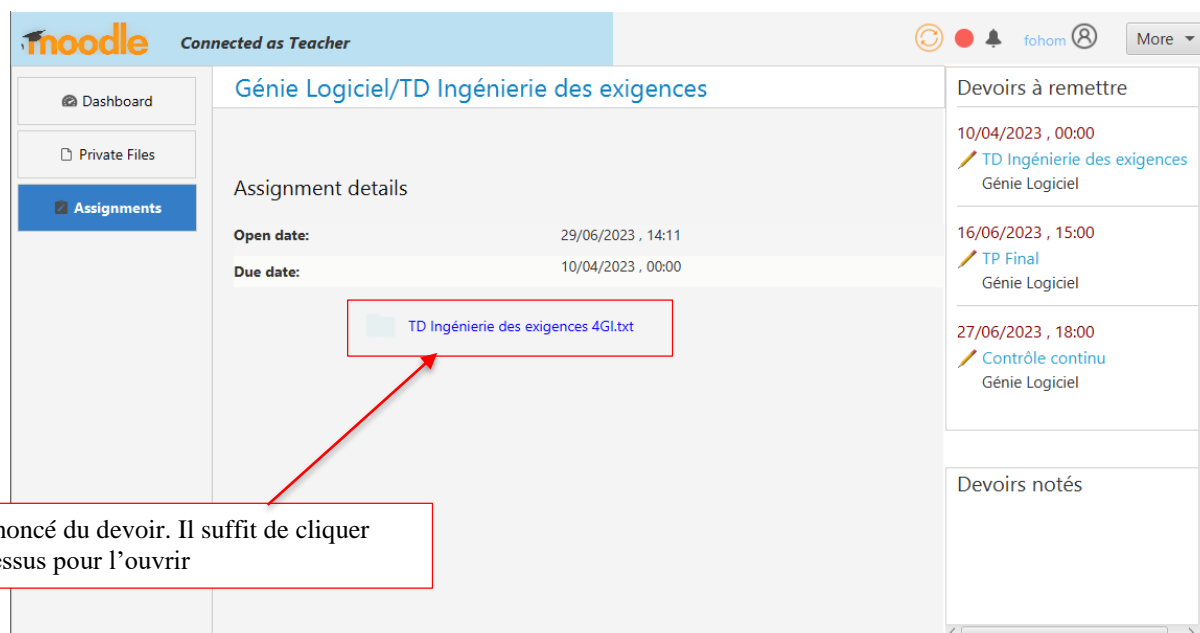 moodle Connected as Teacher
fohom
More
Dashboard
Private Files
Assignments
Génie Logiciel/TD Ingénierie des exigences
Assignment details
Open date: 29/06/2023 , 14:11
Due date: 10/04/2023 , 00:00
TD Ingénierie des exigences 4GI.txt
noncé du devoir. Il suffit de cliquer
essus pour l’ouvrir
Devoirs à remettre
10/04/2023 , 00:00
TD Ingénierie des exigences
Génie Logiciel
16/06/2023 , 15:00
TP Final
Génie Logiciel
27/06/2023 , 18:00
Contrôle continu
Génie Logiciel
Devoirs notés